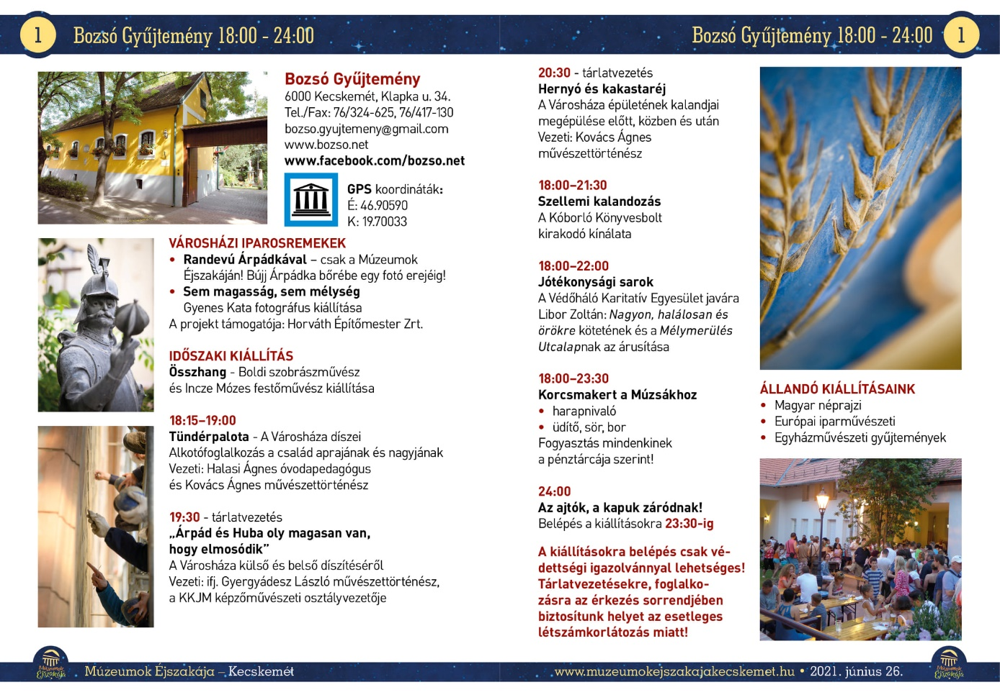 1
Bozsó Gyűjtemény 18:00 - 24:00
Bozsó Gyűjtemény
6000 Kecskemét, Klapka u. 34.
Tel./Fax: 76/324-625, 76/417-130
bozso.gyujtemeny@gmail.com
www.bozso.net
www.facebook.com/bozso.net
GPS koordináták:
É: 46.90590
K: 19.70033
VÁROSHÁZI IPAROSREMEKEK
• Randevú Árpádkával – csak a Múzeumok
Éjszakáján! Bújj Árpádka bőrébe egy fotó erejéig!
• Sem magasság, sem mélység
Gyenes Kata fotográfus kiállítása
A projekt támogatója: Horváth Építőmester Zrt.
IDŐSZAKI KIÁLLÍTÁS
Összhang - Boldi szobrászművész
és Incze Mózes festőművész kiállítása
18:15–19:00
Tündérpalota - A Városháza díszei
Alkotófoglalkozás a család aprajának és nagyjának
Vezeti: Halasi Ágnes óvodapedagógus
és Kovács Ágnes művészettörténész
19:30 - tárlatvezetés
„Árpád és Huba oly magasan van,
hogy elmosódik”
A Városháza külső és belső díszítéséről
Vezeti: ifj. Gyergyádesz László művészettörténész,
a KKJM képzőművészeti osztályvezetője
Múzeumok
Éjszakája
Múzeumok Éjszakája – Kecskemét
Bozsó Gyűjtemény 18:00 - 24:00
1
20:30 - tárlatvezetés
Hernyó és kakastaréj
A Városháza épületének kalandjai
megépülése előtt, közben és után
Vezeti: Kovács Ágnes
művészettörténész
18:00–21:30
Szellemi kalandozás
A Kóborló Könyvesbolt
kirakodó kínálata
18:00–22:00
Jótékonysági sarok
A Védőháló Karitatív Egyesület javára
Libor Zoltán: Nagyon, halálosan és
örökre kötetének és a Mélymerülés
Utcalapnak az árusítása
18:00–23:30
Korcsmakert a Múzsákhoz
• harapnivaló
• üdítő, sör, bor
Fogyasztás mindenkinek
a pénztárcája szerint!
24:00
Az ajtók, a kapuk záródnak!
Belépés a kiállításokra 23:30-ig
A kiállításokra belépés csak vé-
dettségi igazolvánnyal lehetséges!
Tárlatvezetésekre, foglalko-
zásra az érkezés sorrendjében
biztosítunk helyet az esetleges
létszámkorlátozás miatt!
ÁLLANDÓ KIÁLLÍTÁSAINK
• Magyar néprajzi
• Európai iparművészeti
• Egyházművészeti gyűjtemények
www.muzeumokejszakajakecskemet.hu • 2021. június 26.
Múzeumok
Éjszakája